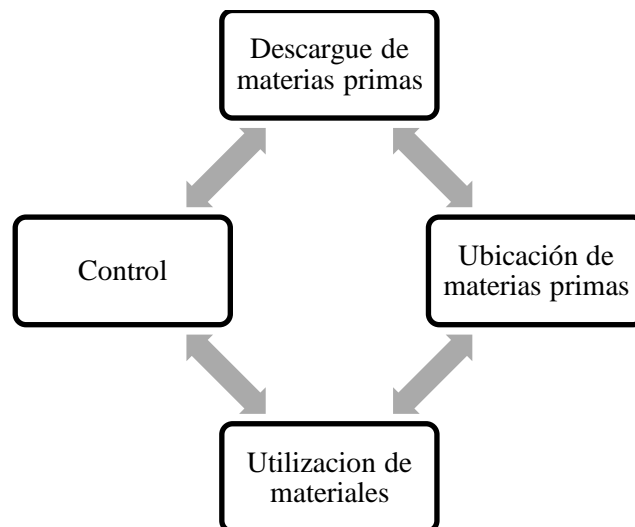 Descargue de
materias primas
Control
Ubicación de
materias primas
Utilizacion de
materiales